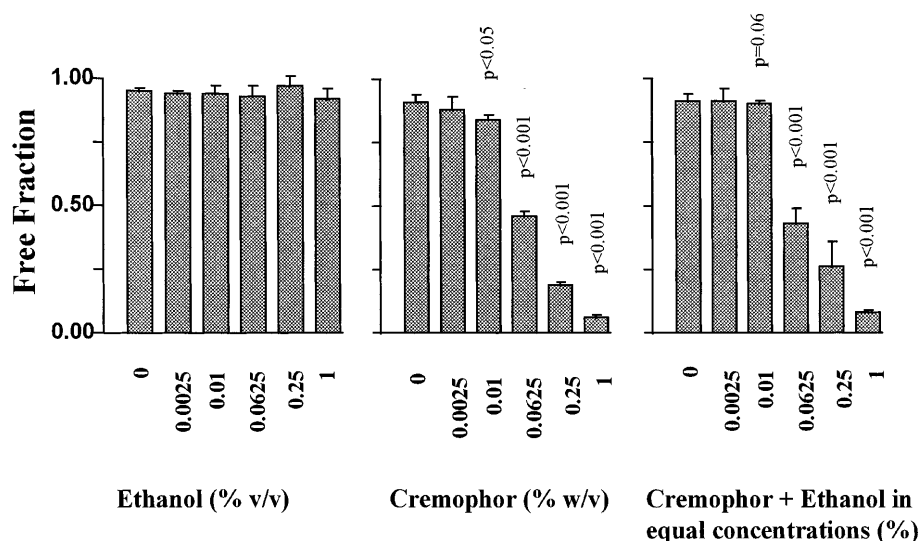 Free Fraction
1.00
0.50
0.00
0
0.0025
0.01
0.0625
0.25
1
Ethanol (% v/v)
p<0.05
p<0.001
p<0.001
p<0.001
0
0.0025
0.01
0.0625
0.25
1
Cremophor (% w/v)
p=0.06
p<0.001
p<0.001
p<0.001
0
0.0025
0.01
0.0625
0.25
1
Cremophor + Ethanol in
equal concentrations (%)